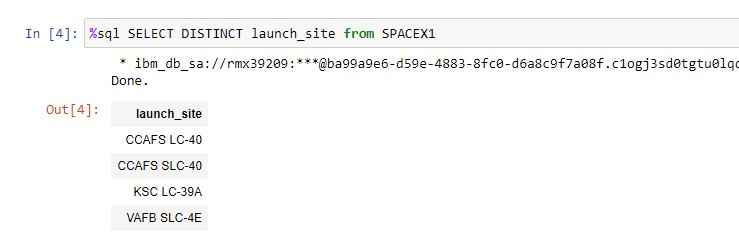 In [4]: %sql SELECT DISTINCT launch_site from SPACEX1
* ibm_db_sa://rmx39209:***@ba99a9e6-d59e-4883-8fc0-d6a8c9f7a08f.c1ogj3sd0tgtu0lqd
Done.
Out[4]:
launch_site
CCAFS LC-40
CCAFS SLC-40
KSC LC-39A
VAFB SLC-4E